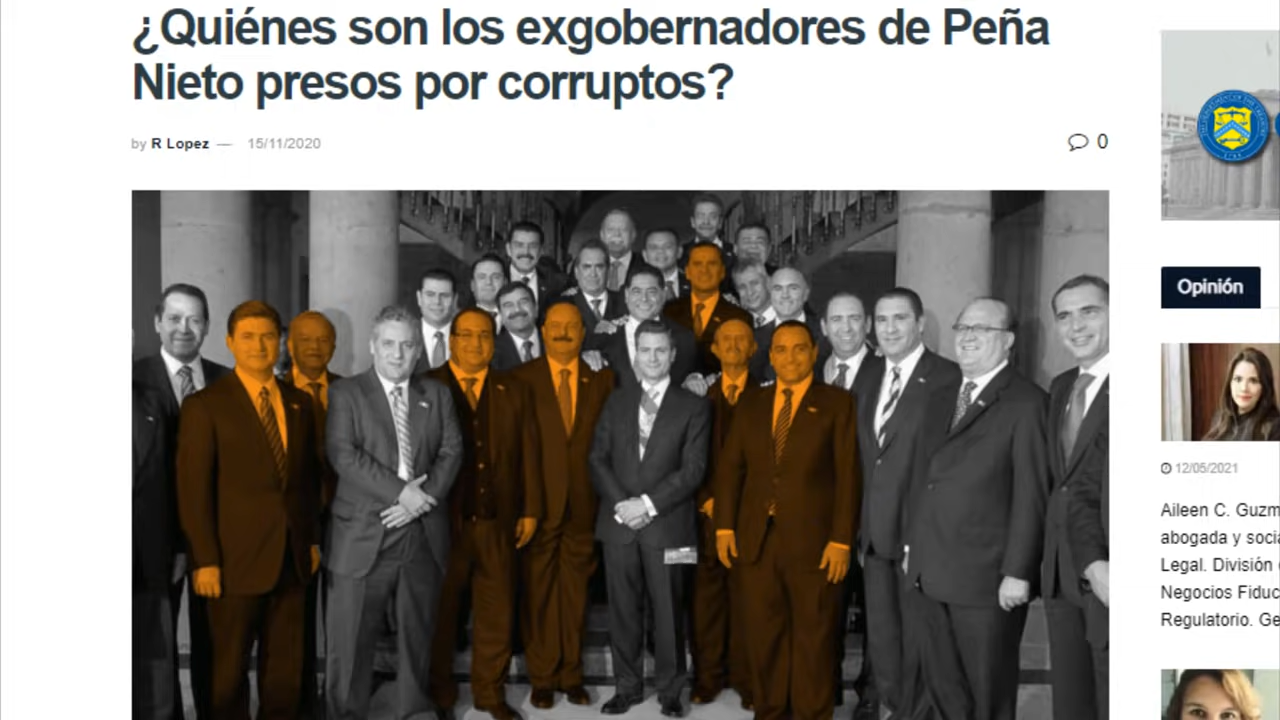 ¿Quiénes son los exgobernadores de Peña
Nieto presos por corruptos?
by R Lopez — 15/11/2020
0
Opinión
12/05/2021
Aileen C. Guzm
abogada y socia
Legal. División
Negocios Fiduc
Regulatorio. Ge